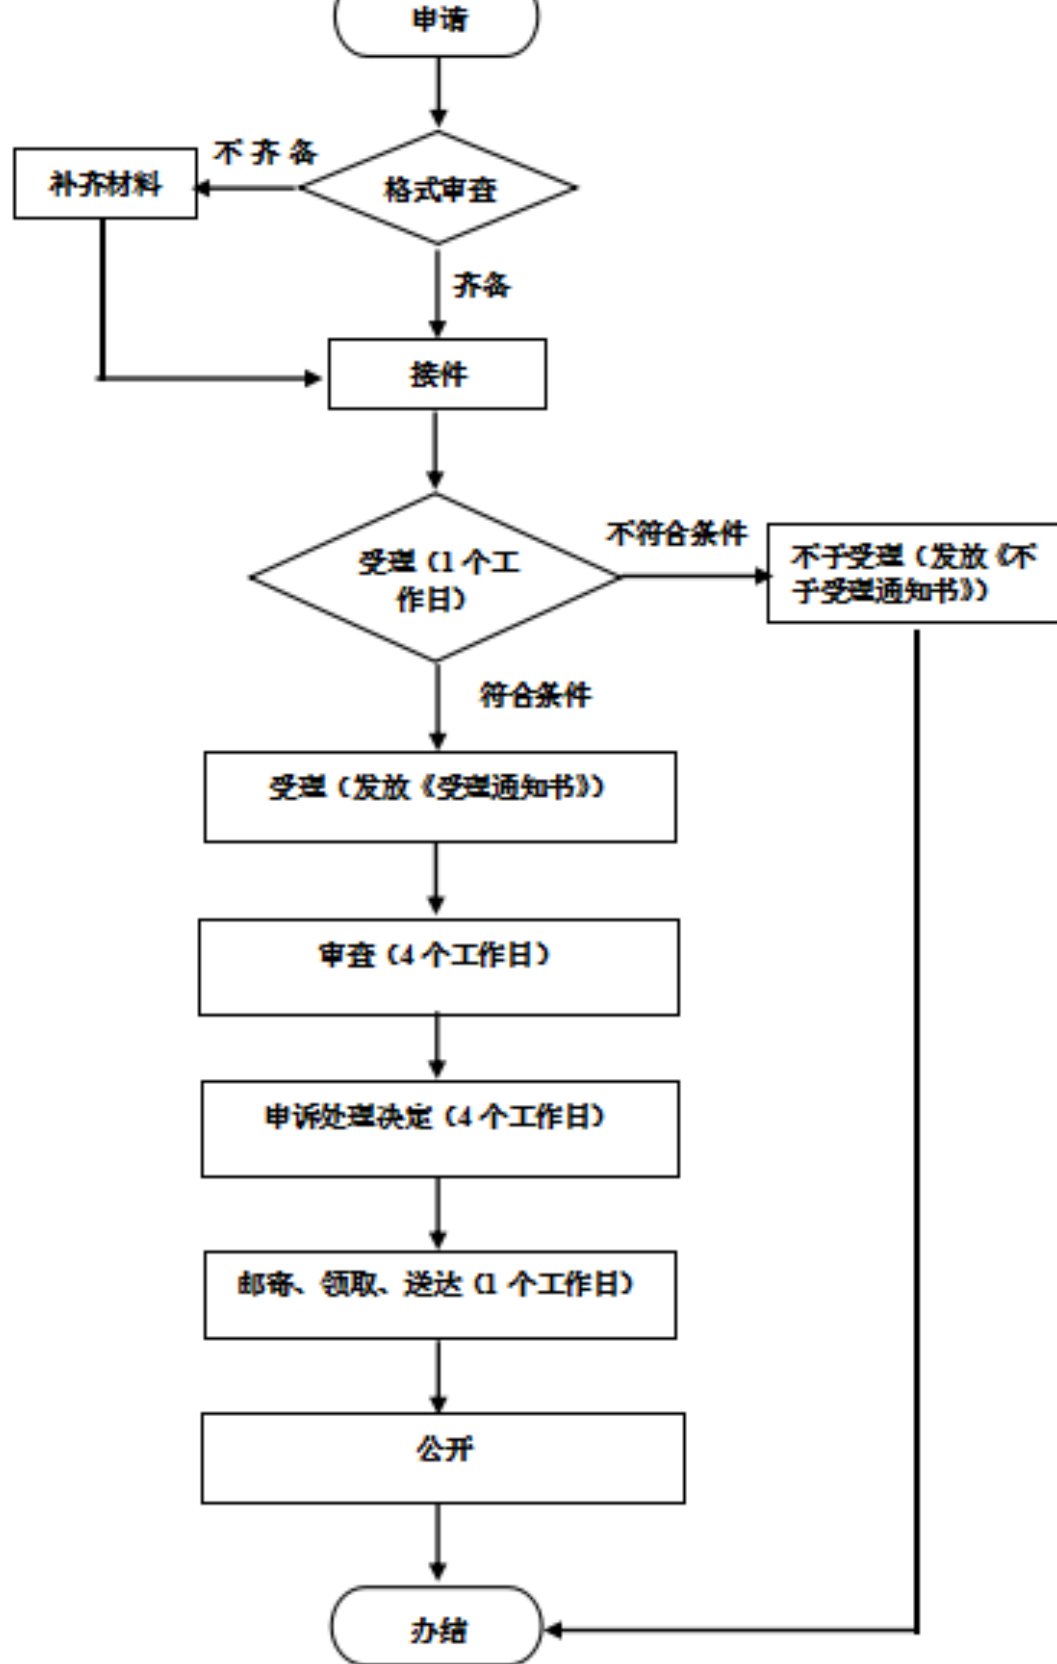 申请
不齐备
补齐材料
格式审查
齐备
接件
受理（1个工
作日）
不符合条件
不予受理（发放《不
予受理通知书》）
符合条件
受理（发放《受理通知书》）
审查（4个工作日）
申诉处理决定（4个工作日）
邮寄、领取、送达（1个工作日）
公开
办结